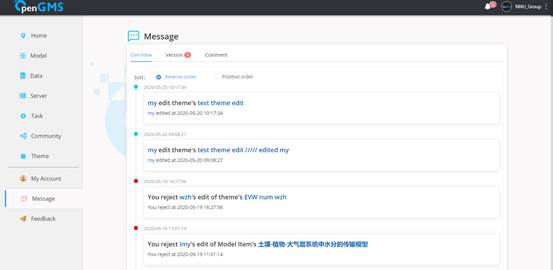 OpenGMS
NNU_Group
Home
Model
Data
Server
Task
Community
Theme
My Account
Message
Feedback
Message
Overview
Version
Comment
Sort:
Reverse order
Positive order
2020-05-20 10:17:34
my edit theme's test theme edit
my edited at 2020-05-20 10:17:34
2020-05-20 09:08:27
my edit theme's test theme edit ///// edited my
my edited at 2020-05-20 09:08:27
2020-05-19 16:27:56
You reject wzh's edit of theme's EVW num wzh
You reject at 2020-05-19 16:27:56
2020-05-19 11:01:14
You reject imy's edit of Model Item's 土壤-植物-大气层系统中水分的传输模型
You reject at 2020-05-19 11:01:14